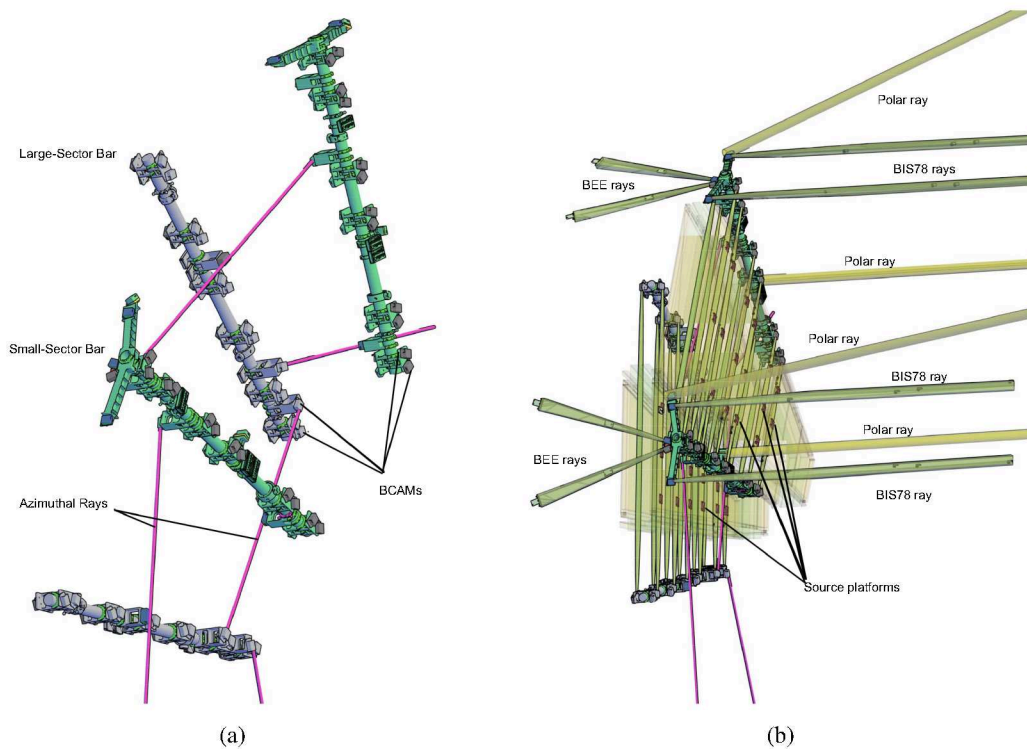 Large-Sector Bar
Small-Sector Bar
Azimuthal Rays
BCAMs
(a)
Polar ray
BEE rays
BIS78 rays
Polar ray
Polar ray
BIS78 ray
Polar ray
BEE rays
BIS78 ray
Source platforms
(b)